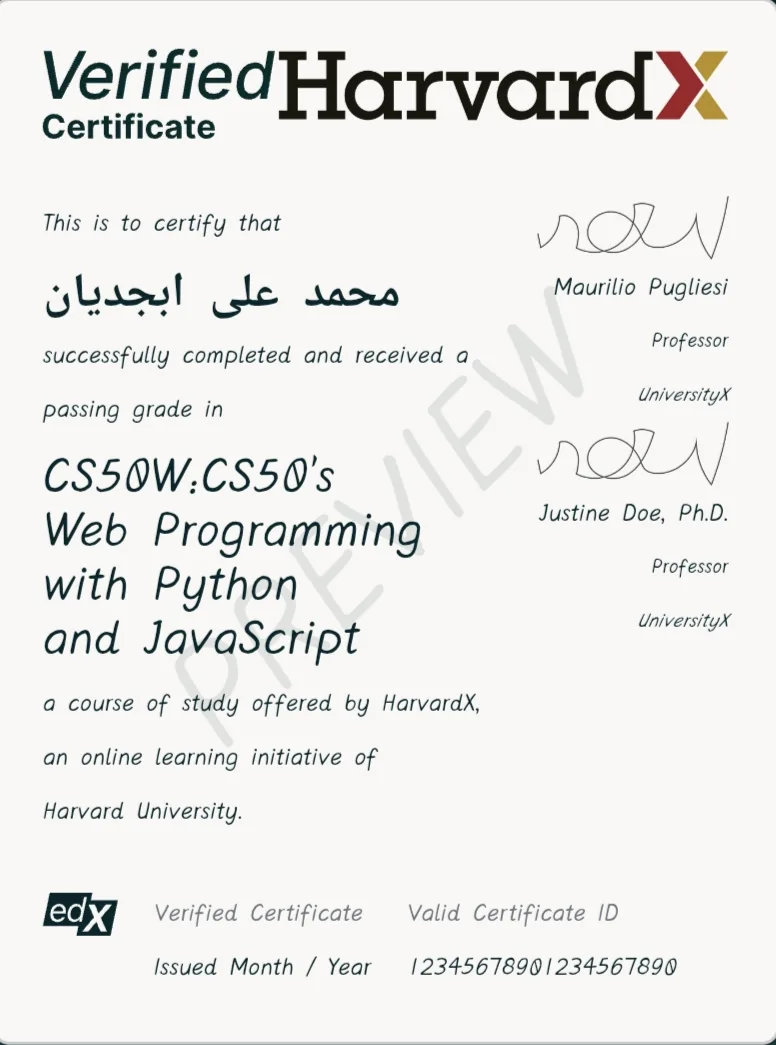 Verified
Certificate
HarvardX
This is to certify that
محمد علی ابجدیان
successfully completed and received a
passing grade in
CS50W:CS50's
Web Programming
with Python
and JavaScript
a course of study offered by HarvardX,
an online learning initiative of
Harvard University.
Maurilio Pugliesi
Professor
UniversityX
Justine Doe, Ph.D.
Professor
UniversityX
PREVIEW
edX
Verified Certificate
Issued Month / Year
Valid Certificate ID
12345678901234567890